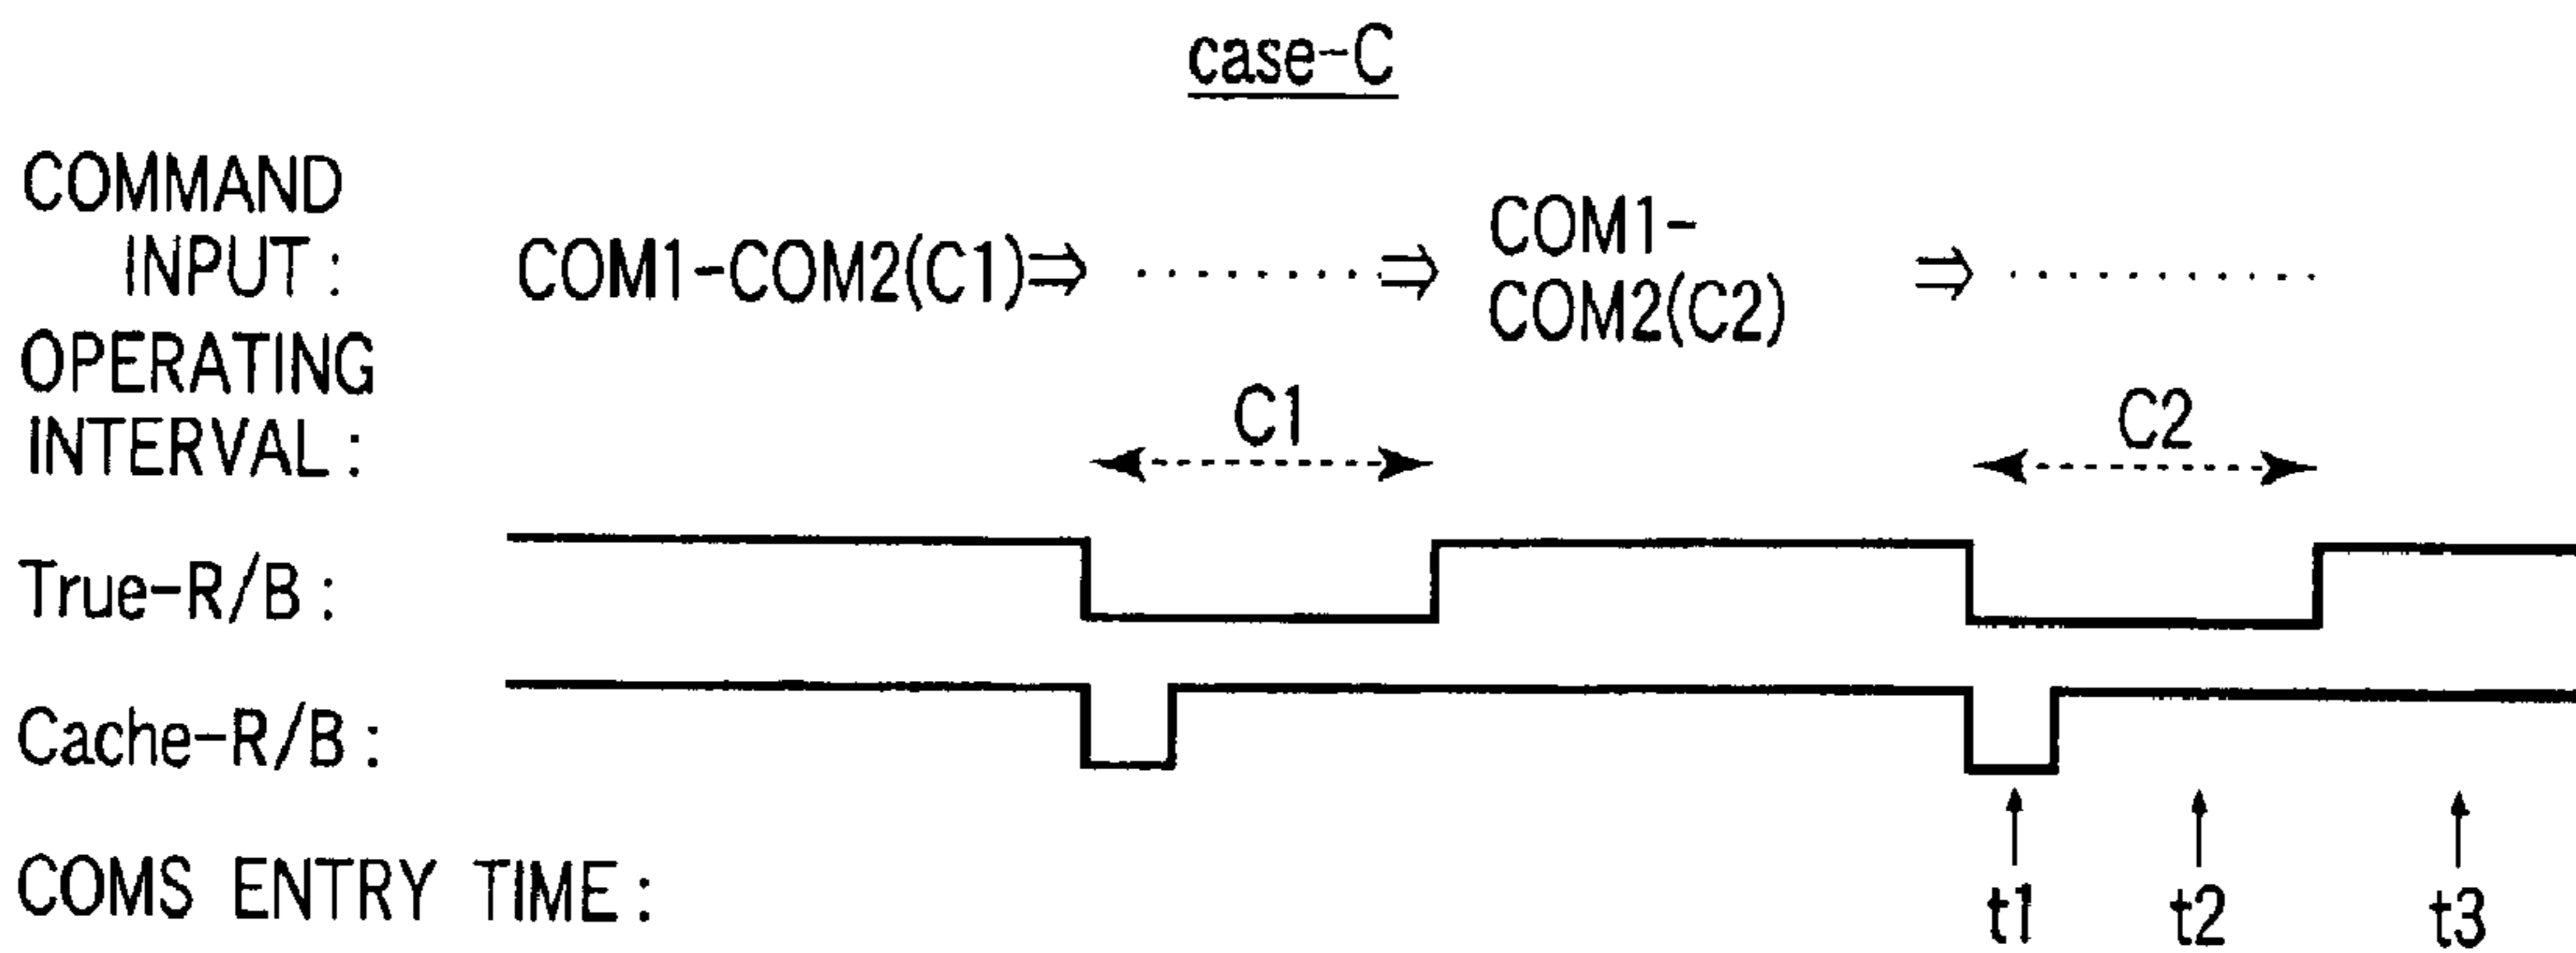 case-C
COMMAND
INPUT :
COM1-COM2(C1)⇒ ·········⇒ COM1-
COM2(C2) ⇒ ···········
OPERATING
INTERVAL :
C1 C2
True-R/B :
Cache-R/B :
COMS ENTRY TIME :
t1 t2 t3